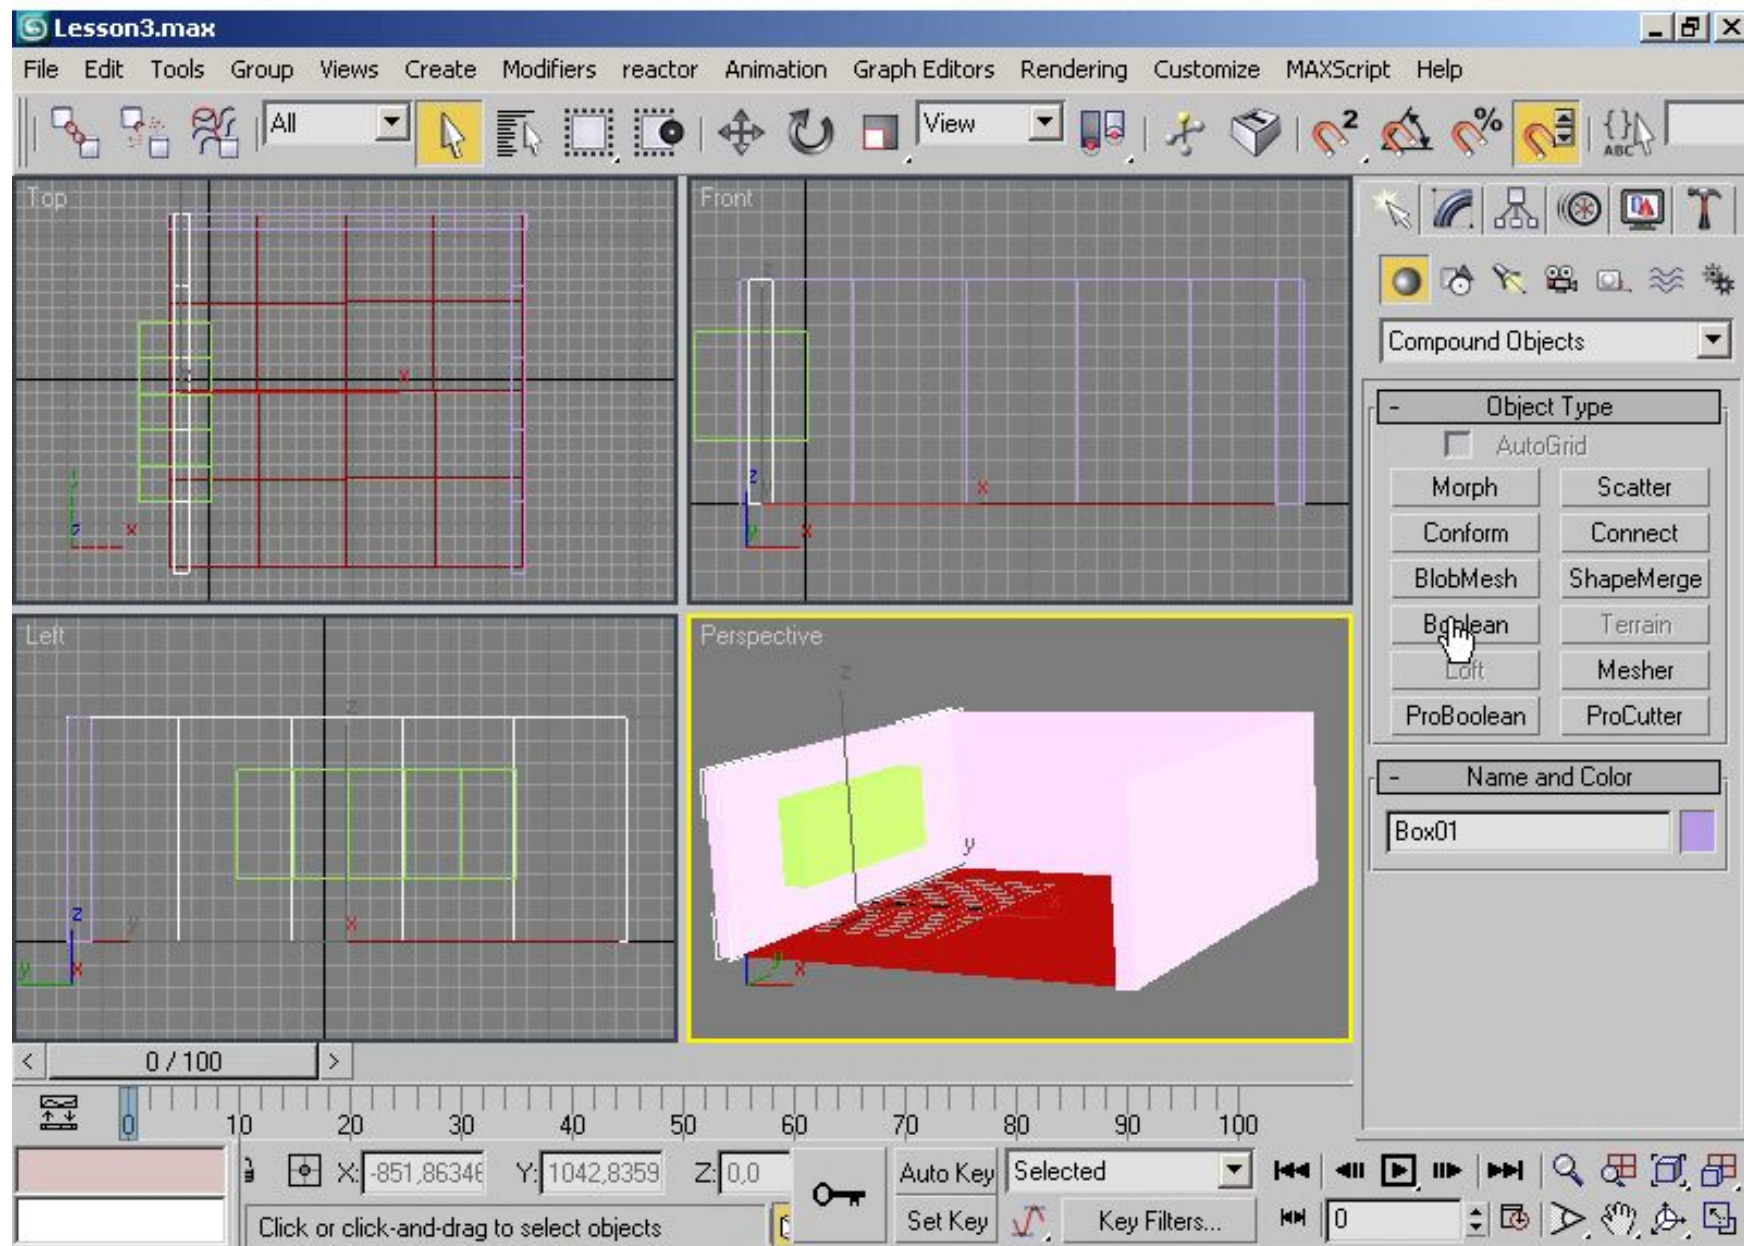 Lesson3.max
File Edit Tools Group Views Create Modifiers reactor Animation Graph Editors Rendering Customize MAXScript Help
All
View
2
%
ABC
Top
x
z x
Front
z
x
y x
Compound Objects
- Object Type
AutoGrid
Morph Scatter
Conform Connect
BlobMesh ShapeMerge
Boolean Terrain
Loft Mesher
ProBoolean ProCutter
- Name and Color
Box01
Left
z
x
z y
y x
Perspective
z
y
x
y x
< 0 / 100 >
0 10 20 30 40 50 60 70 80 90 100
X: -851,8634 Y: 1042,8359 Z: 0,0
Auto Key Selected
Set Key Key Filters...
0
Click or click-and-drag to select objects